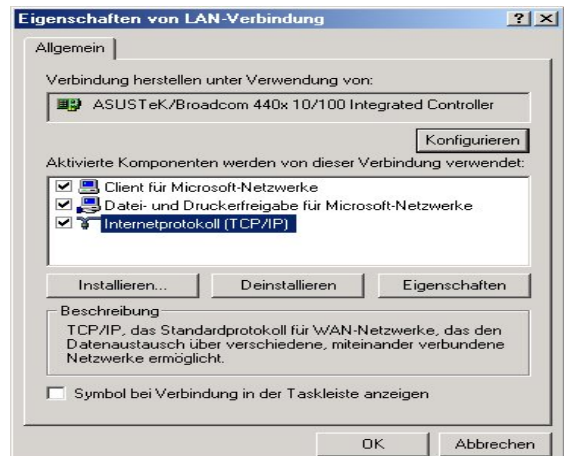 Eigenschaften von LAN-Verbindung
Allgemein
Verbindung herstellen unter Verwendung von:
ASUSTeK/Broadcom 440x 10/100 Integrated Controller
Konfigurieren
Aktivierte Komponenten werden von dieser Verbindung verwendet:
Client für Microsoft-Netzwerke
Datei- und Druckerfreigabe für Microsoft-Netzwerke
Internetprotokoll (TCP/IP)
Installieren... Deinstallieren Eigenschaften
Beschreibung
TCP/IP, das Standardprotokoll für WAN-Netzwerke, das den
Datenaustausch über verschiedene, miteinander verbundene
Netzwerke ermöglicht.
Symbol bei Verbindung in der Taskleiste anzeigen
OK Abbrechen